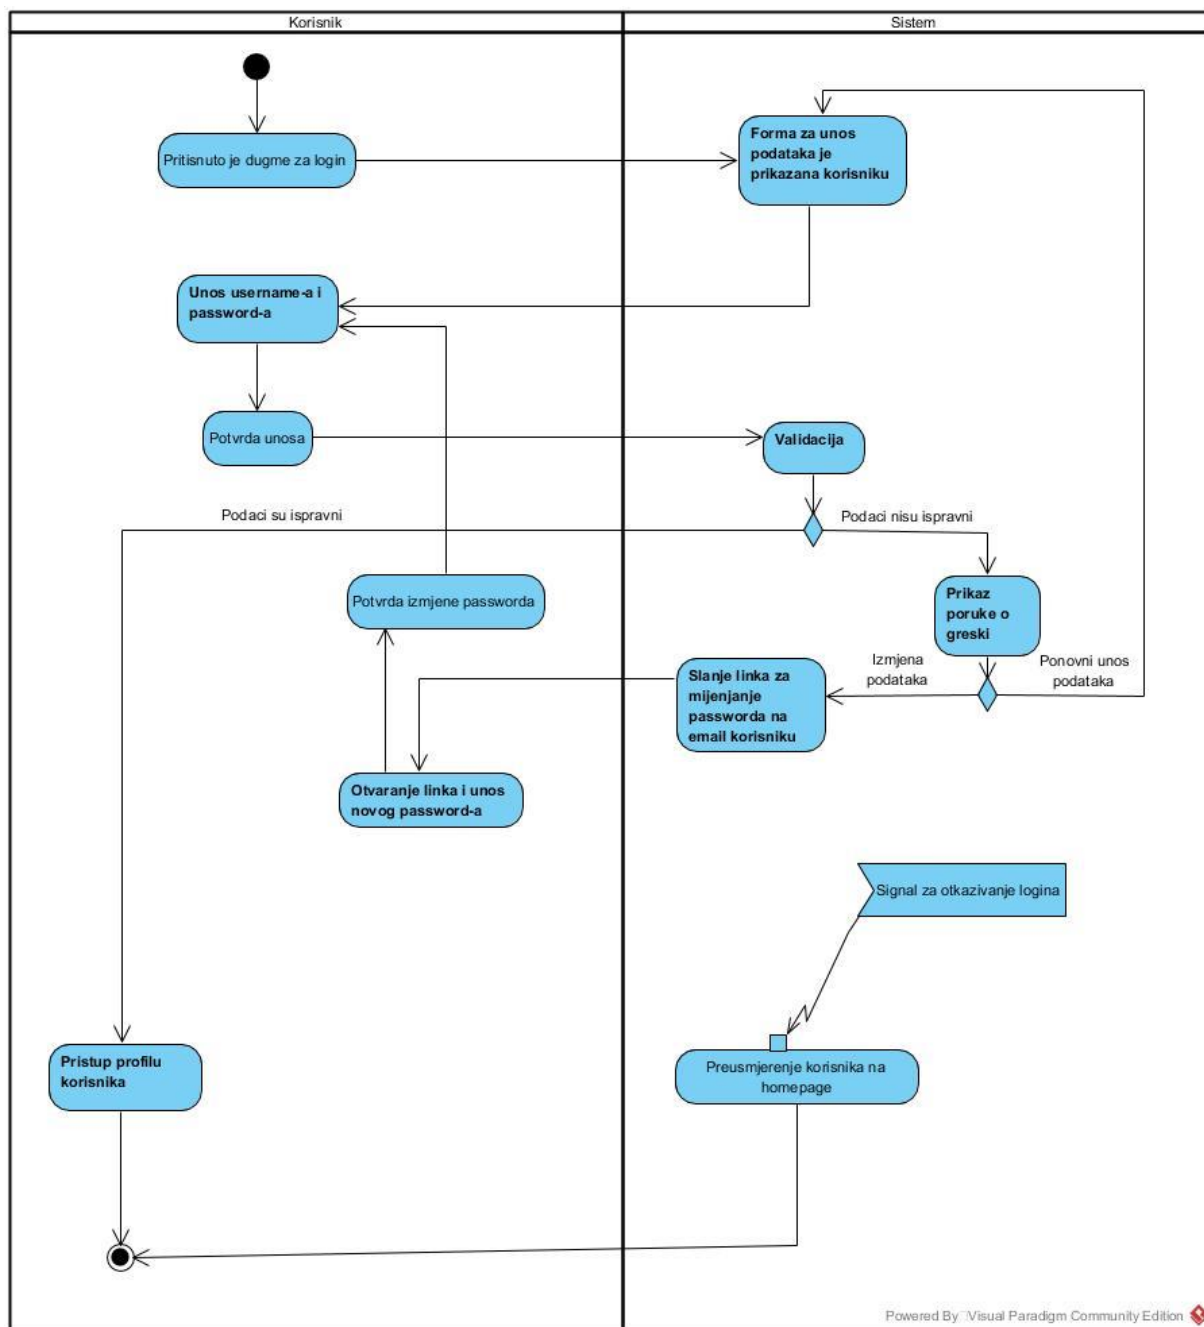 Korisnik
Sistem
Pritisnuto je dugme za login
Forma za unos
podataka je
prikazana korisniku
Unos username-a i
password-a
Potvrda unosa
Validacija
Podaci su ispravni
Podaci nisu ispravni
Potvrda izmjene passworda
Prikaz
poruke o
greski
Izmjena
podataka
Ponovni unos
podataka
Slanje linka za
mijenjanje
passworda na
email korisniku
Otvaranje linka i unos
novog password-a
Signal za otkazivanje logina
Pristup profilu
korisnika
Preusmjerenje korisnika na
homepage
Powered By Visual Paradigm Community Edition